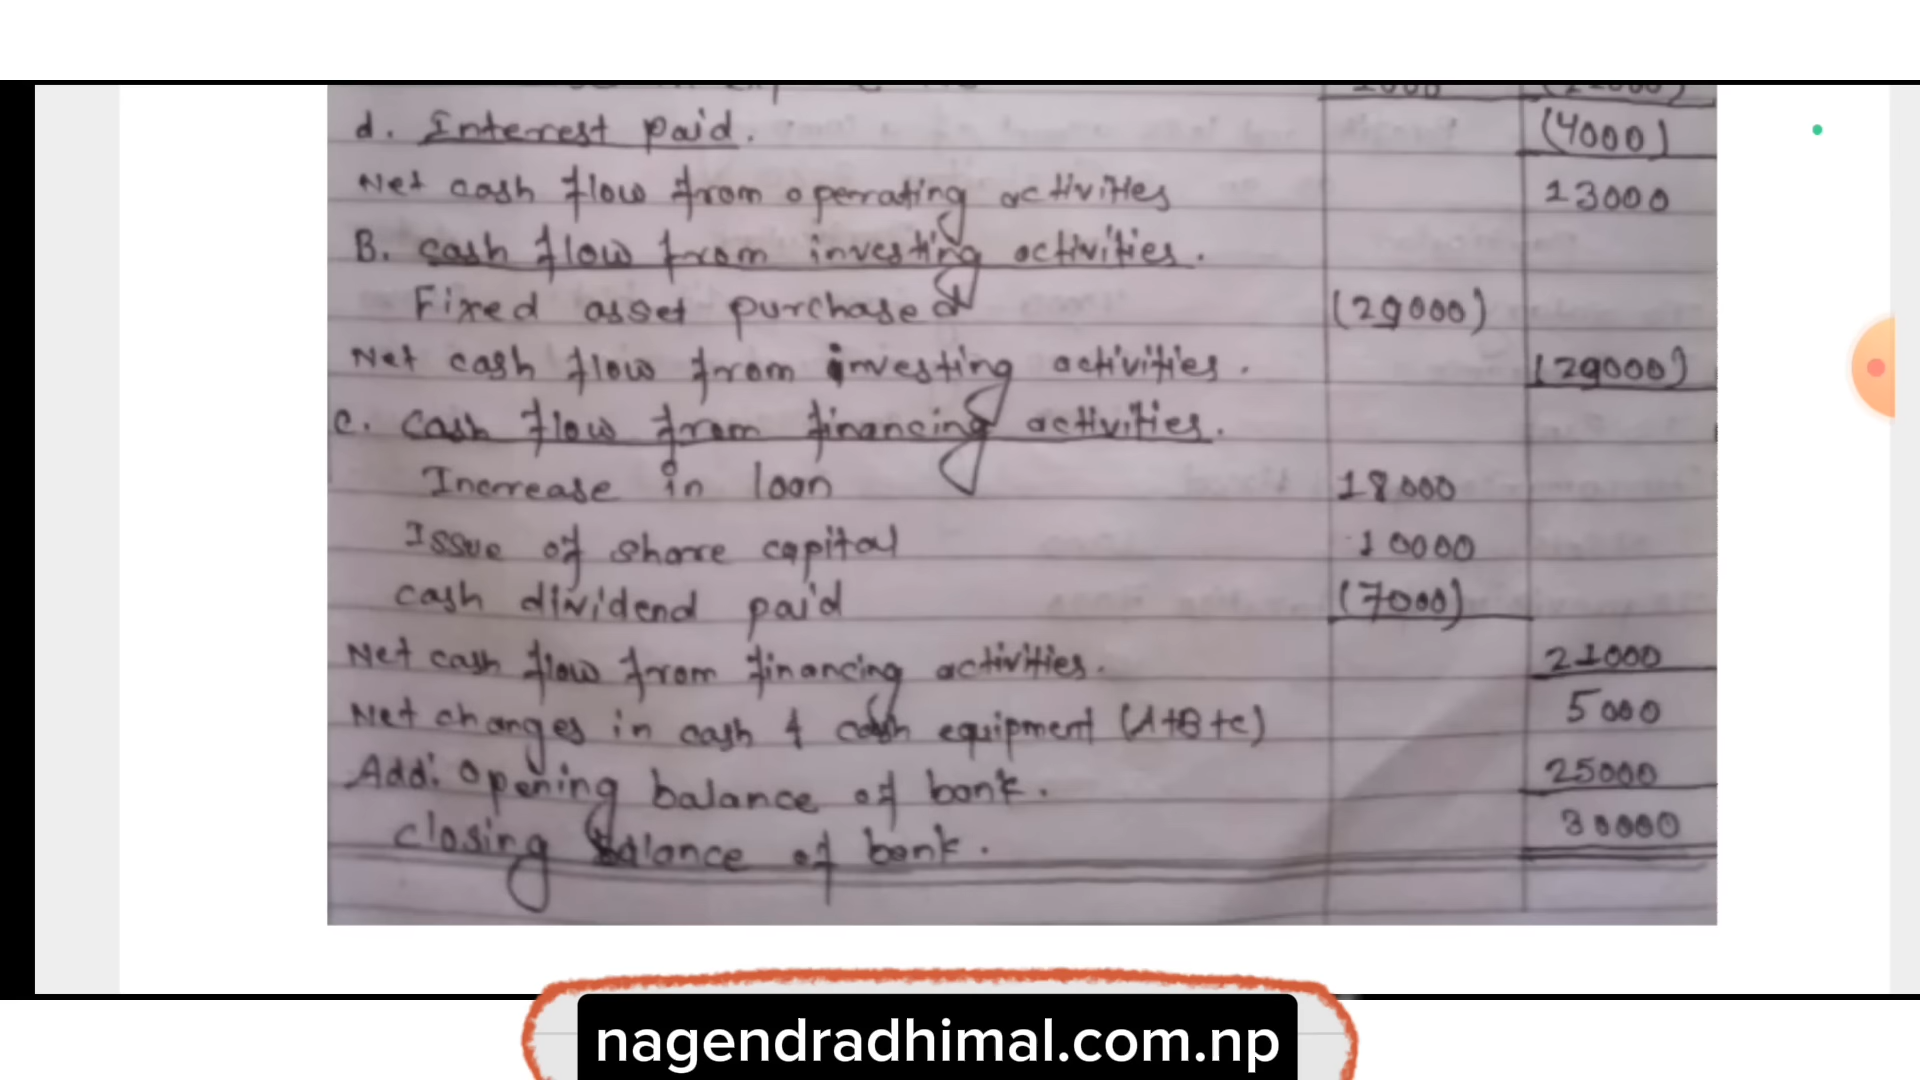 d. Interest paid. (4000)
Net cash flow from operrating activities 13000
B. cash flow from investing activities.
Fixed asset purchased (29000)
Net cash flow from investing activities. (29000)
C. cash flow from financing activities.
Increase in loan 18000
Issue of share capital 10000
cash dividend paid (7000)
Net cash flow from financing activities. 21000
Net changes in cash & cash equipment (A+B+C) 5000
Add: opening balance of bank. 25000
closing balance of bank. 30000
nagendradhimal.com.np